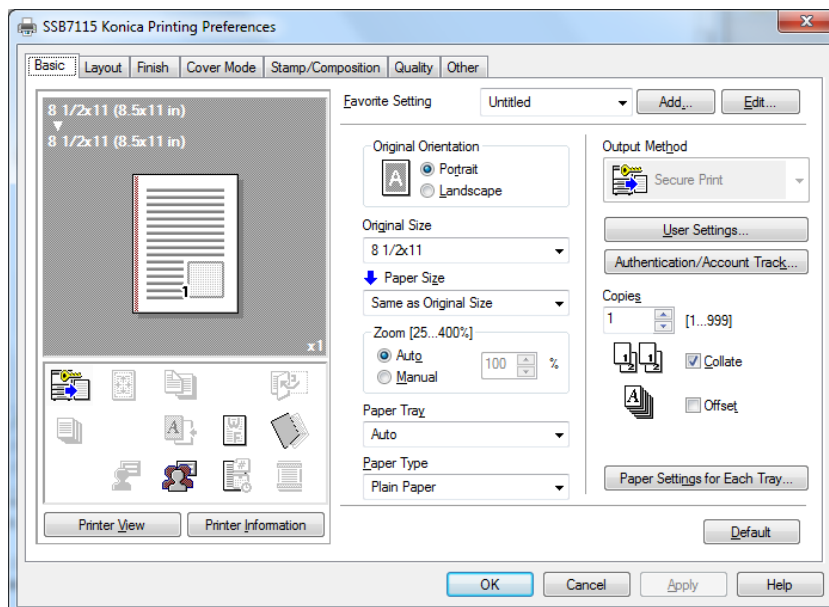 SSB7115 Konica Printing Preferences
Basic Layout Finish Cover Mode Stamp/Composition Quality Other
8 1/2x11 (8.5x11 in)
8 1/2x11 (8.5x11 in)
1
x1
Printer View Printer Information
Favorite Setting Untitled Add... Edit...
Original Orientation
A Portrait
Landscape
Original Size
8 1/2x11
Paper Size
Same as Original Size
Zoom [25...400%]
Auto
Manual
100 %
Paper Tray
Auto
Paper Type
Plain Paper
Output Method
Secure Print
User Settings...
Authentication/Account Track...
Copies
1 [1...999]
1 2 1 2 Collate
A Offset
Paper Settings for Each Tray...
Default
OK Cancel Apply Help